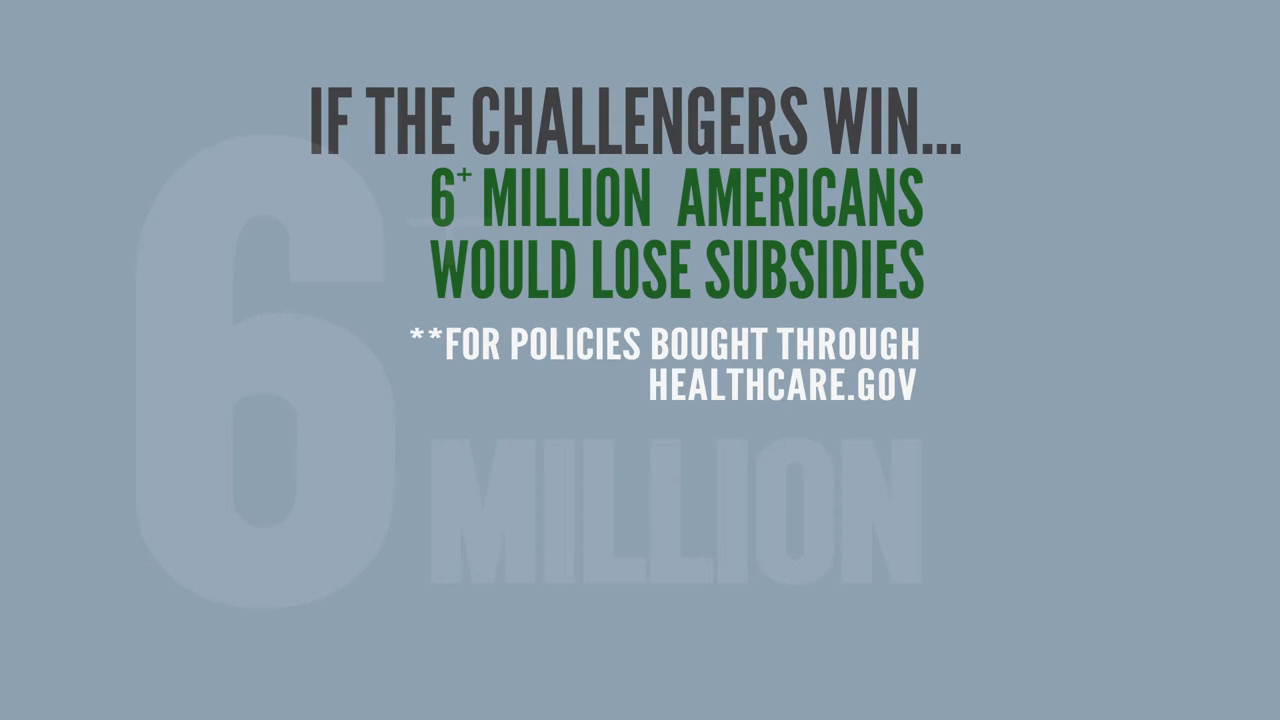 IF THE CHALLENGERS WIN...
6+ MILLION AMERICANS
WOULD LOSE SUBSIDIES
**FOR POLICIES BOUGHT THROUGH
HEALTHCARE.GOV
6+
MILLION